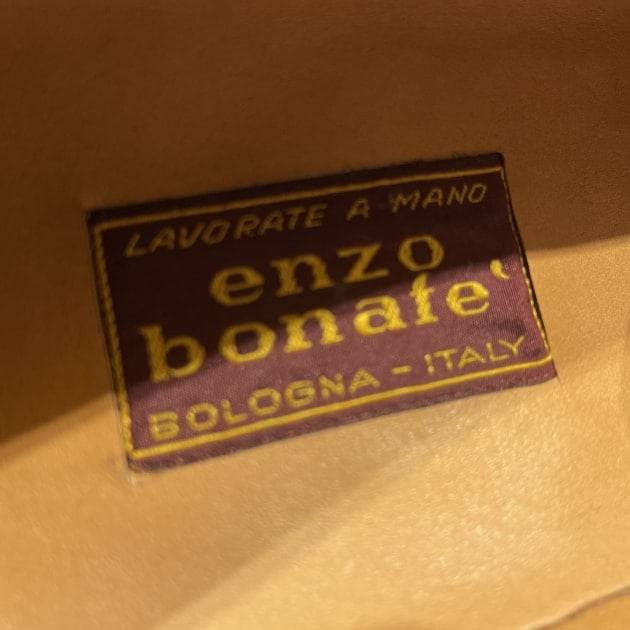 LAVORATE A MANO
enzo
bonafe'
BOLOGNA - ITALY